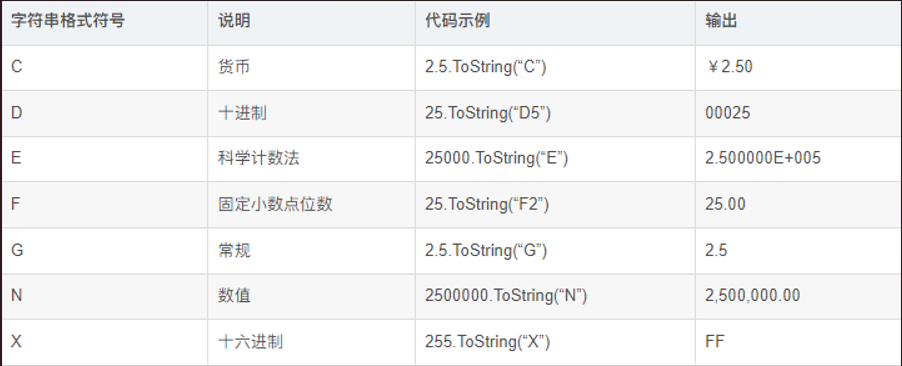 字符串格式符号 说明 代码示例 输出
C 货币 2.5.ToString(“C”) ￥2.50
D 十进制 25.ToString(“D5”) 00025
E 科学计数法 25000.ToString(“E”) 2.500000E+005
F 固定小数点位数 25.ToString(“F2”) 25.00
G 常规 2.5.ToString(“G”) 2.5
N 数值 2500000.ToString(“N”) 2,500,000.00
X 十六进制 255.ToString(“X”) FF